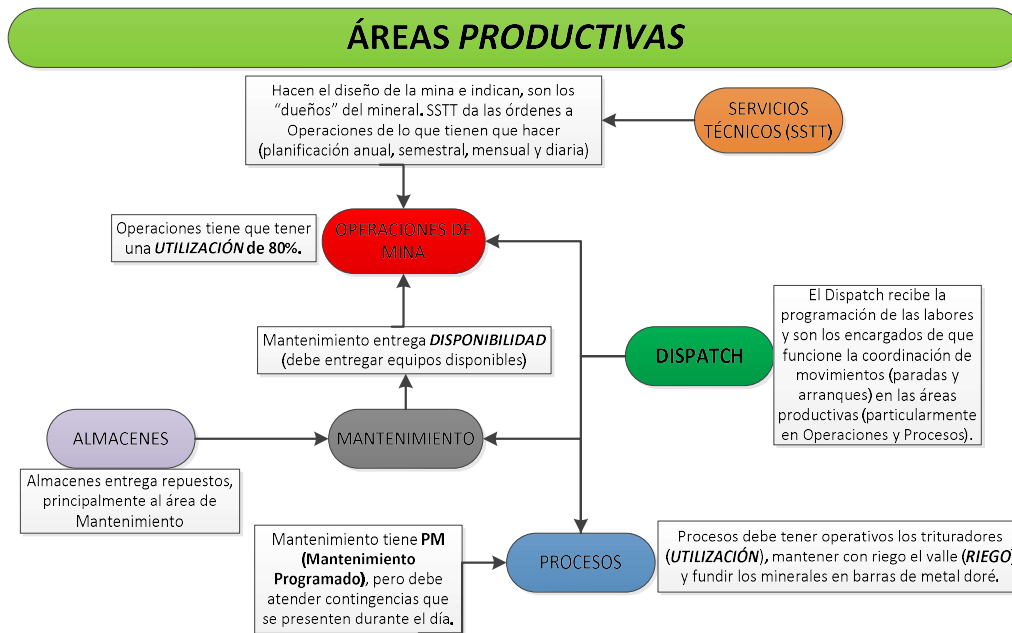 ÁREAS PRODUCTIVAS
Hacen el diseño de la mina e indican, son los
“dueños” del mineral. SSTT da las órdenes a
Operaciones de lo que tienen que hacer
(planificación anual, semestral, mensual y diaria)
SERVICIOS
TÉCNICOS (SSTT)
Operaciones tiene que tener
una UTILIZACIÓN de 80%.
OPERACIONES DE
MINA
Mantenimiento entrega DISPONIBILIDAD
(debe entregar equipos disponibles)
DISPATCH
El Dispatch recibe la
programación de las labores
y son los encargados de que
funcione la coordinación de
movimientos (paradas y
arranques) en las áreas
productivas (particularmente
en Operaciones y Procesos).
ALMACENES
MANTENIMIENTO
Almacenes entrega repuestos,
principalmente al área de
Mantenimiento
Mantenimiento tiene PM
(Mantenimiento
Programado), pero debe
atender contingencias que
se presenten durante el día.
PROCESOS
Procesos debe tener operativos los trituradores
(UTILIZACIÓN), mantener con riego el valle (RIEGO)
y fundir los minerales en barras de metal doré.